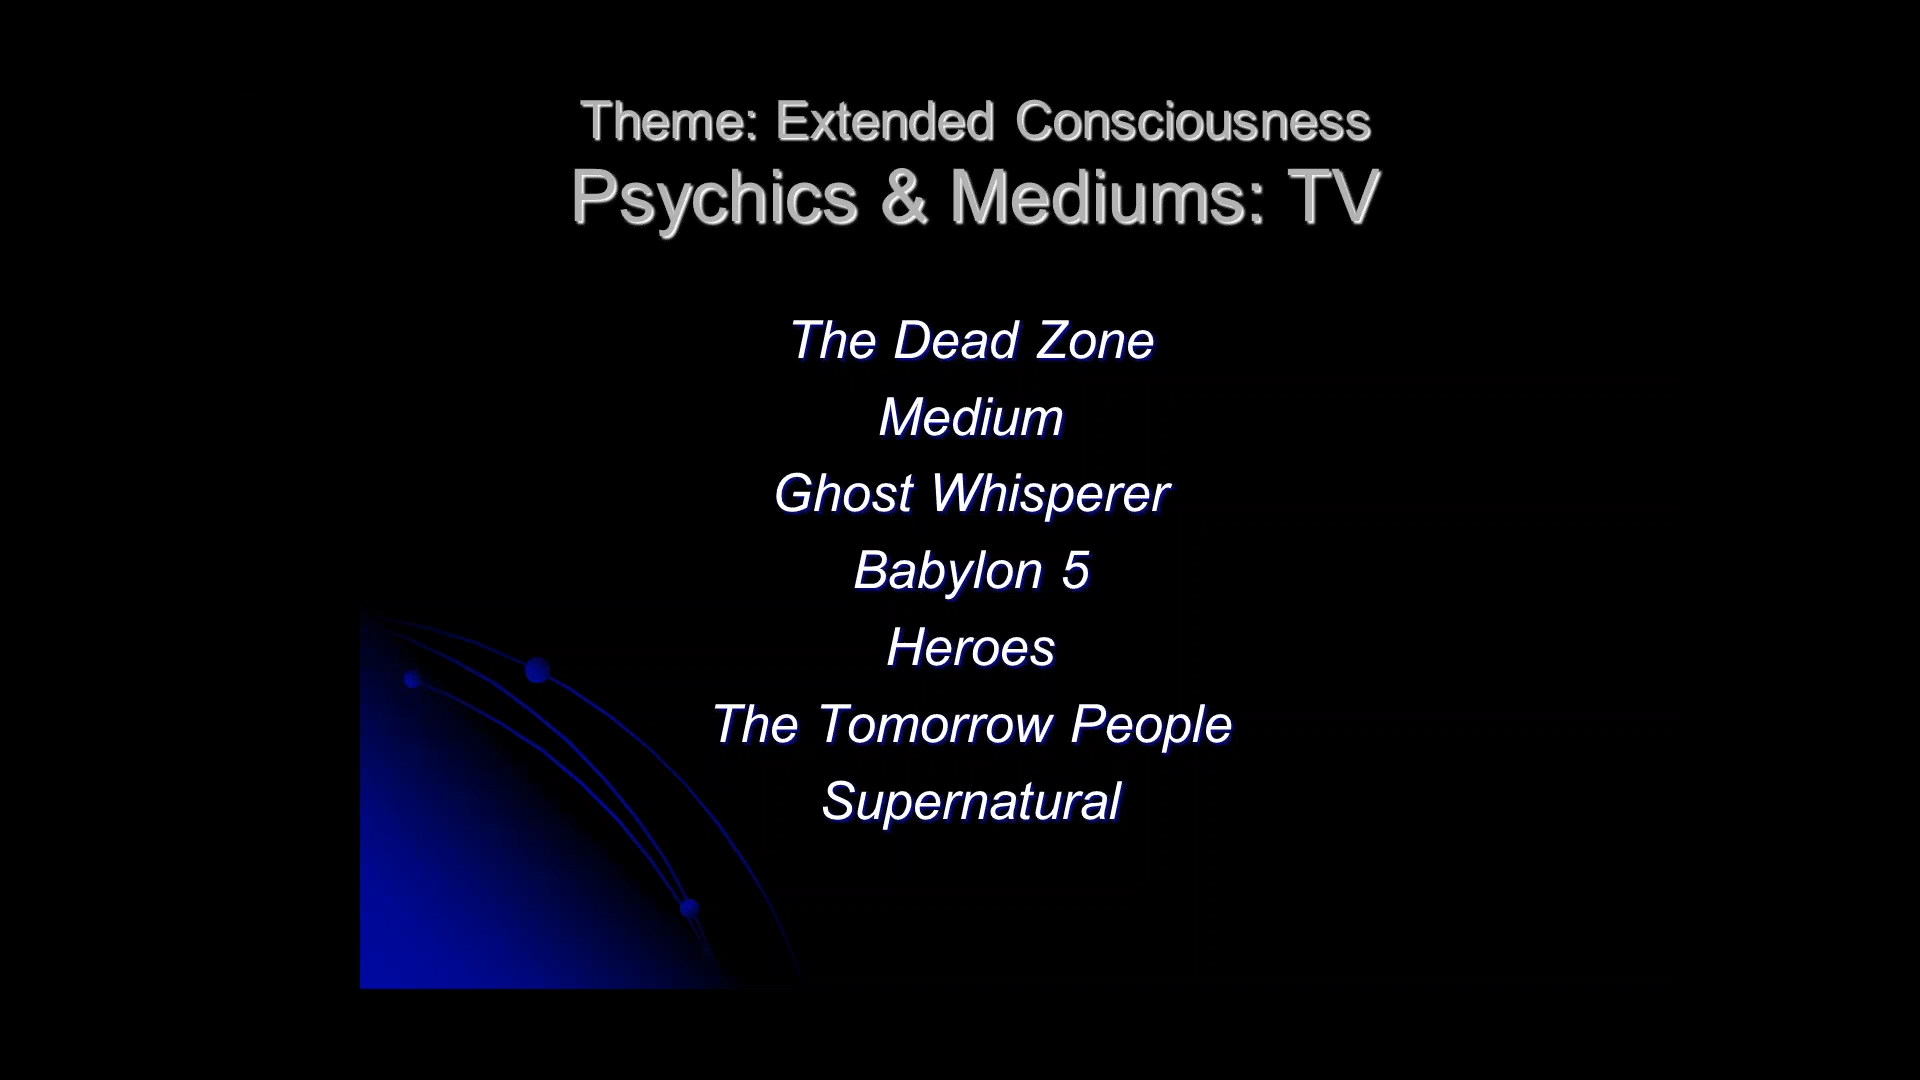 Theme: Extended Consciousness
Psychics & Mediums: TV
The Dead Zone
Medium
Ghost Whisperer
Babylon 5
Heroes
The Tomorrow People
Supernatural